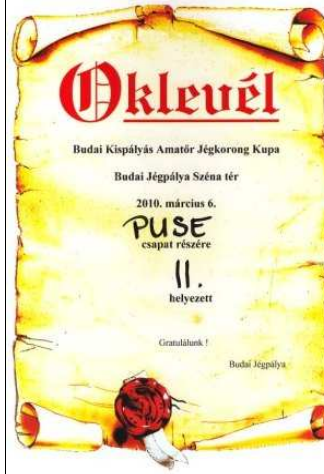 Oklevél
Budai Kispályás Amatőr Jégkorong Kupa
Budai Jégpálya Széna tér
2010. március 6.
PUSE
csapat részére
II.
helyezett
Gratulálunk !
Budai Jégpálya